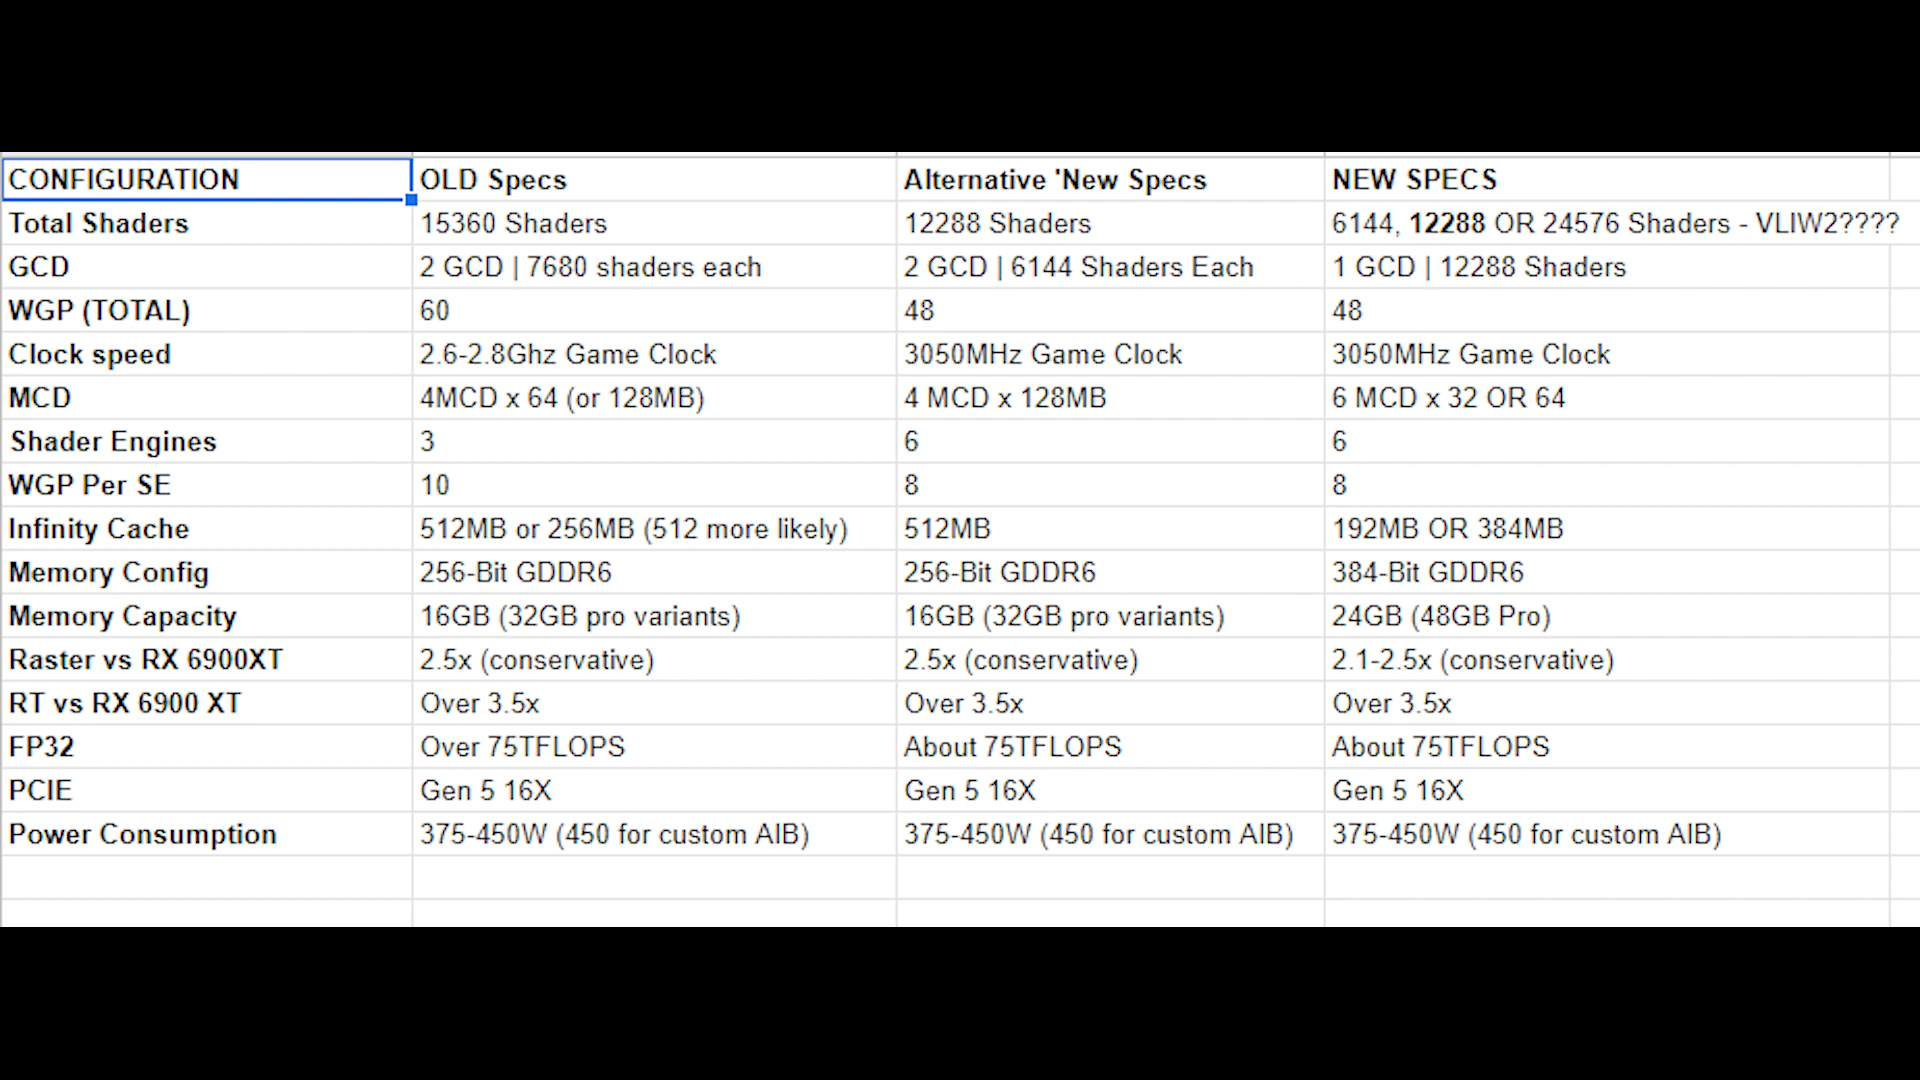 CONFIGURATION OLD Specs Alternative 'New Specs NEW SPECS
Total Shaders 15360 Shaders 12288 Shaders 6144, 12288 OR 24576 Shaders - VLIW2????
GCD 2 GCD | 7680 shaders each 2 GCD | 6144 Shaders Each 1 GCD | 12288 Shaders
WGP (TOTAL) 60 48 48
Clock speed 2.6-2.8Ghz Game Clock 3050MHz Game Clock 3050MHz Game Clock
MCD 4MCD x 64 (or 128MB) 4 MCD x 128MB 6 MCD x 32 OR 64
Shader Engines 3 6 6
WGP Per SE 10 8 8
Infinity Cache 512MB or 256MB (512 more likely) 512MB 192MB OR 384MB
Memory Config 256-Bit GDDR6 256-Bit GDDR6 384-Bit GDDR6
Memory Capacity 16GB (32GB pro variants) 16GB (32GB pro variants) 24GB (48GB Pro)
Raster vs RX 6900XT 2.5x (conservative) 2.5x (conservative) 2.1-2.5x (conservative)
RT vs RX 6900 XT Over 3.5x Over 3.5x Over 3.5x
FP32 Over 75TFLOPS About 75TFLOPS About 75TFLOPS
PCIE Gen 5 16X Gen 5 16X Gen 5 16X
Power Consumption 375-450W (450 for custom AIB) 375-450W (450 for custom AIB) 375-450W (450 for custom AIB)